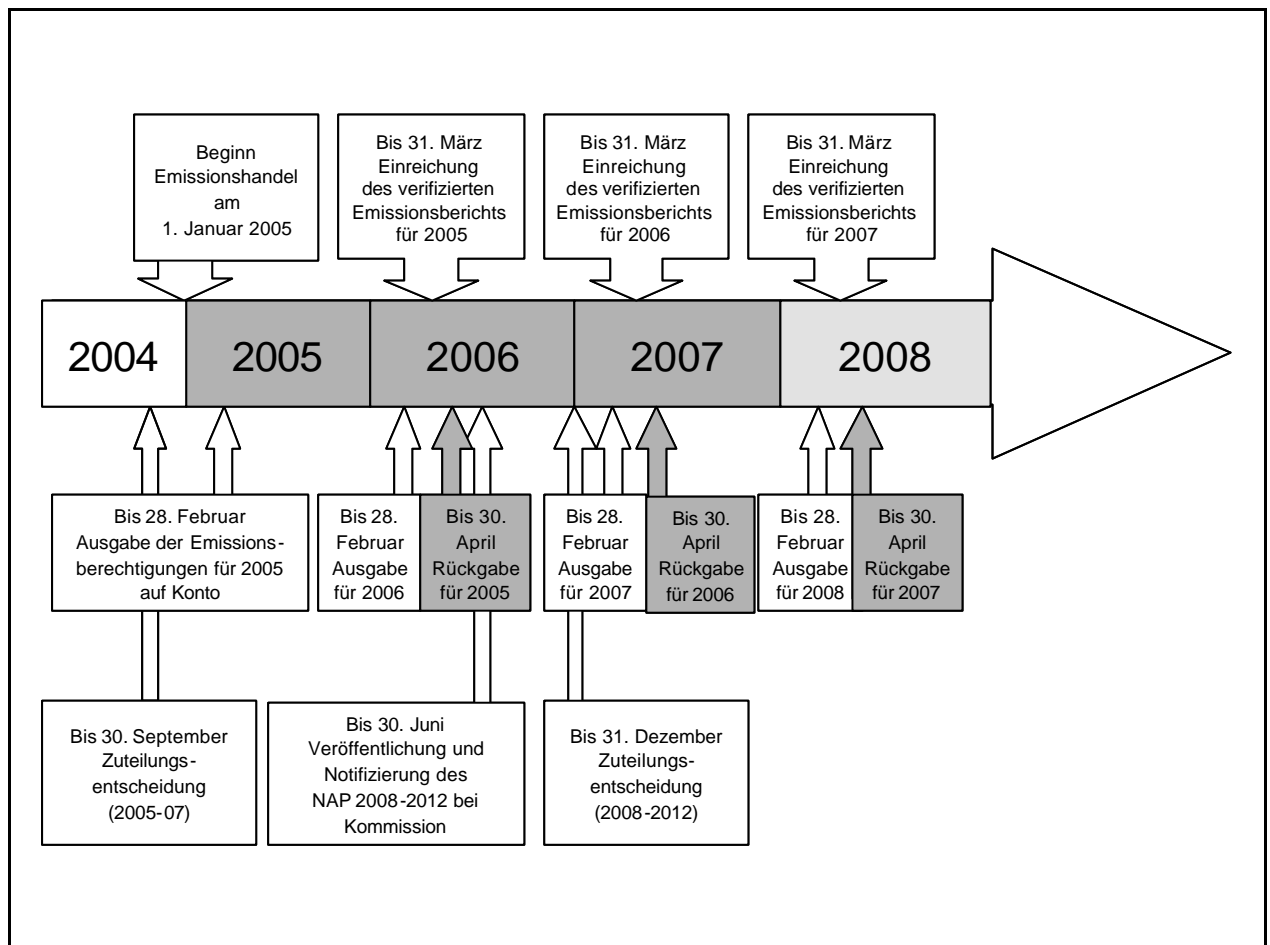 Beginn
Emissionshandel
am
1. Januar 2005
Bis 31. März
Einreichung
des verifizierten
Emissionsberichts
für 2005
Bis 31. März
Einreichung
des verifizierten
Emissionsberichts
für 2006
Bis 31. März
Einreichung
des verifizierten
Emissionsberichts
für 2007
2004
2005
2006
2007
2008
Bis 28. Februar
Ausgabe der Emissions-
berechtigungen für 2005
auf Konto
Bis 28.
Februar
Ausgabe
für 2006
Bis 30.
April
Rückgabe
für 2005
Bis 28.
Februar
Ausgabe
für 2007
Bis 30.
April
Rückgabe
für 2006
Bis 28.
Februar
Ausgabe
für 2008
Bis 30.
April
Rückgabe
für 2007
Bis 30. September
Zuteilungs-
entscheidung
(2005-07)
Bis 30. Juni
Veröffentlichung und
Notifizierung des
NAP 2008-2012 bei
Kommission
Bis 31. Dezember
Zuteilungs-
entscheidung
(2008-2012)